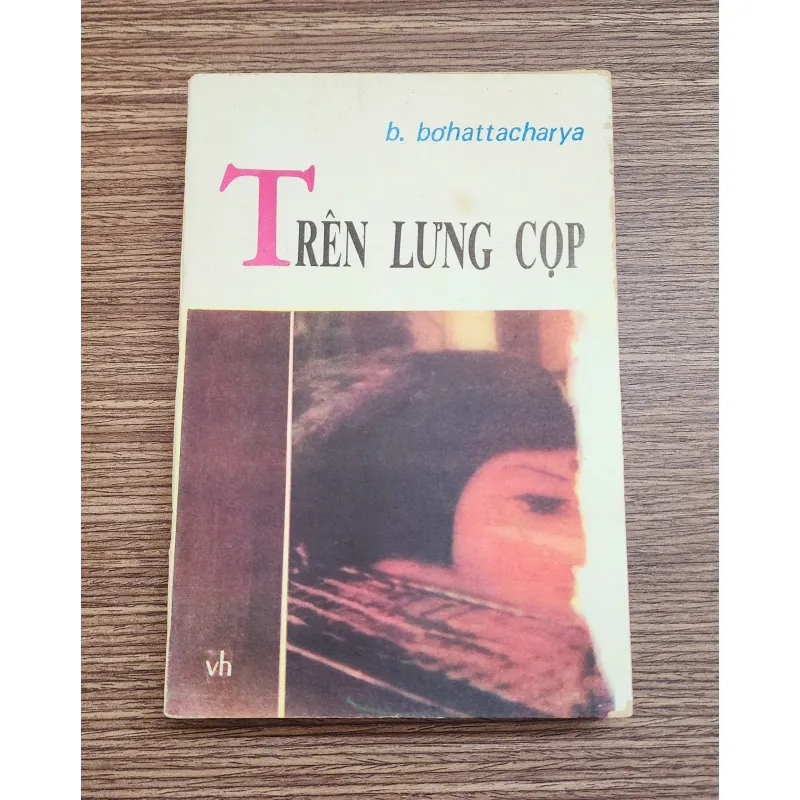 b. bơhattacharya
TRÊN LƯNG CỌP
vh